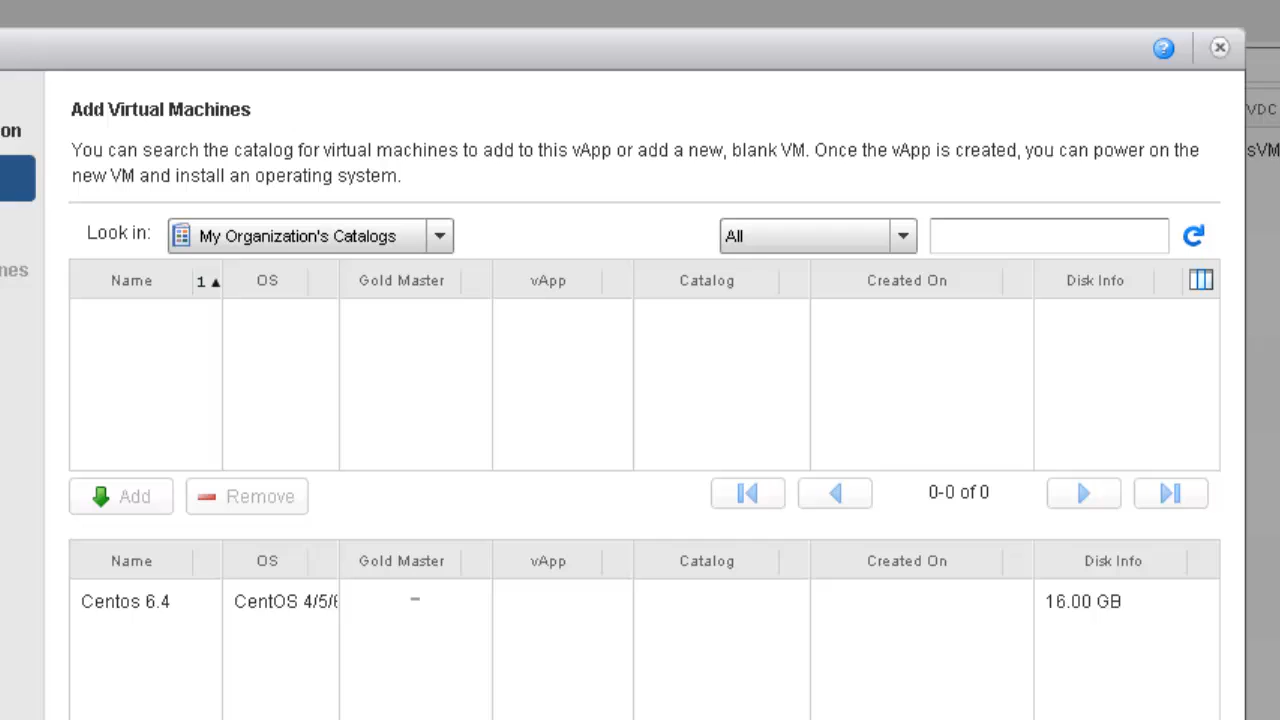 Add Virtual Machines
on
VDC
You can search the catalog for virtual machines to add to this vApp or add a new, blank VM. Once the vApp is created, you can power on the
sVM
new VM and install an operating system.
Look in: My Organization's Catalogs All
nes
Name 1 OS Gold Master vApp Catalog Created On Disk Info
Add Remove 0-0 of 0
Name OS Gold Master vApp Catalog Created On Disk Info
Centos 6.4 CentOS 4/5/6 - 16.00 GB